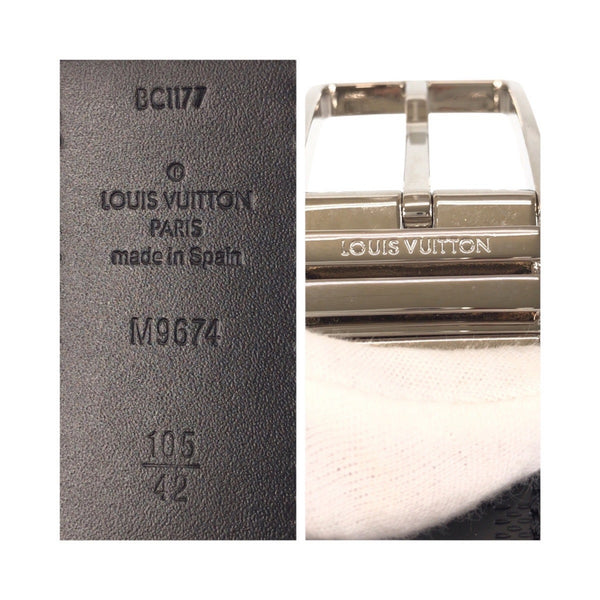 BC1177
©
LOUIS VUITTON
PARIS
made in Spain
M9674
105
42
LOUIS VUITTON